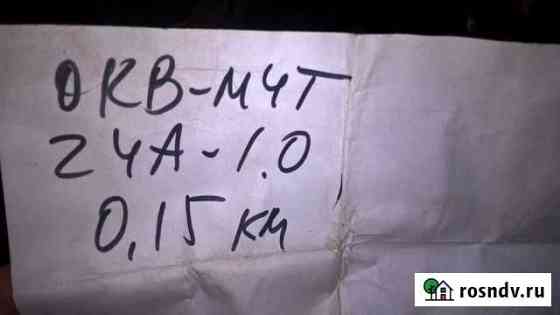 ОКВ-М4Т
24А-1.0
0,15 км
rosndv.ru